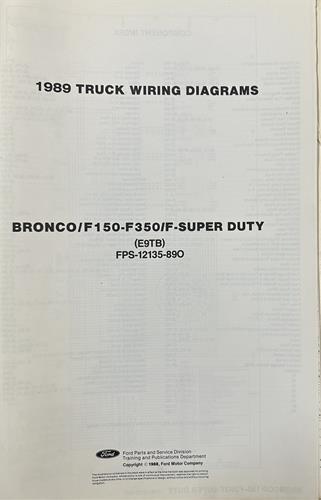 1989 TRUCK WIRING DIAGRAMS
BRONCO/F150-F350/F-SUPER DUTY
(E9TB)
FPS-12135-89O
Ford
Ford Parts and Service Division
Training and Publications Department
Copyright © 1988, Ford Motor Company